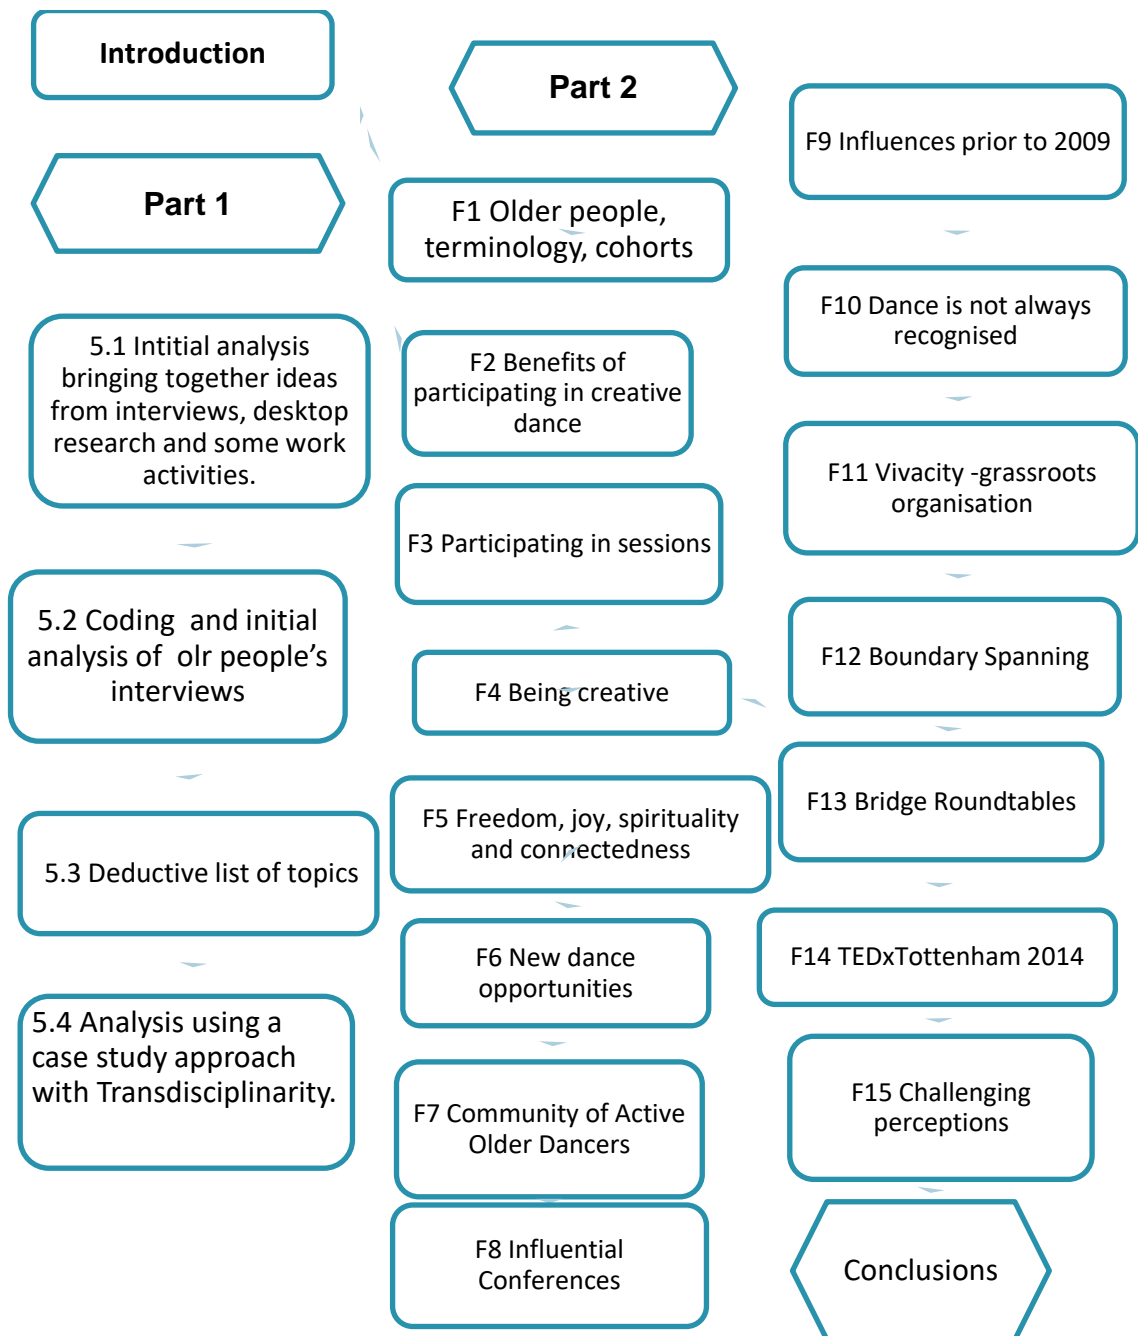 Introduction
Part 1
5.1 Intitial analysis
bringing together ideas
from interviews, desktop
research and some work
activities.
5.2 Coding and initial
analysis of olr people’s
interviews
5.3 Deductive list of topics
5.4 Analysis using a
case study approach
with Transdisciplinarity.
Part 2
F1 Older people,
terminology, cohorts
F2 Benefits of
participating in creative
dance
F3 Participating in sessions
F4 Being creative
F5 Freedom, joy, spirituality
and connectedness
F6 New dance
opportunities
F7 Community of Active
Older Dancers
F8 Influential
Conferences
F9 Influences prior to 2009
F10 Dance is not always
recognised
F11 Vivacity -grassroots
organisation
F12 Boundary Spanning
F13 Bridge Roundtables
F14 TEDxTottenham 2014
F15 Challenging
perceptions
Conclusions